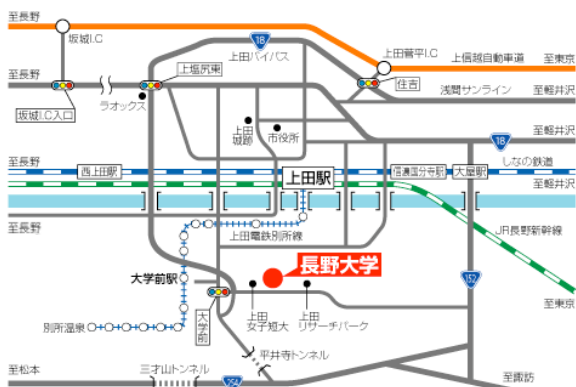 至長野
坂城I.C
18
上田バイパス
上田菅平I.C
上信越自動車道
至東京
上塩尻東
至長野
住吉
浅間サンライン
至軽井沢
ラオックス
坂城I.C入口
上田
城跡
市役所
至軽井沢
18
至長野
西上田駅
上田駅
信濃国分寺駅
大屋駅
しなの鉄道
至軽井沢
至長野
上田電鉄別所線
JR長野新幹線
大学前駅
長野大学
152
至東京
別所温泉
大学前
上田
女子短大
上田
リサーチパーク
平井寺トンネル
三才山トンネル
至松本
254
至諏訪